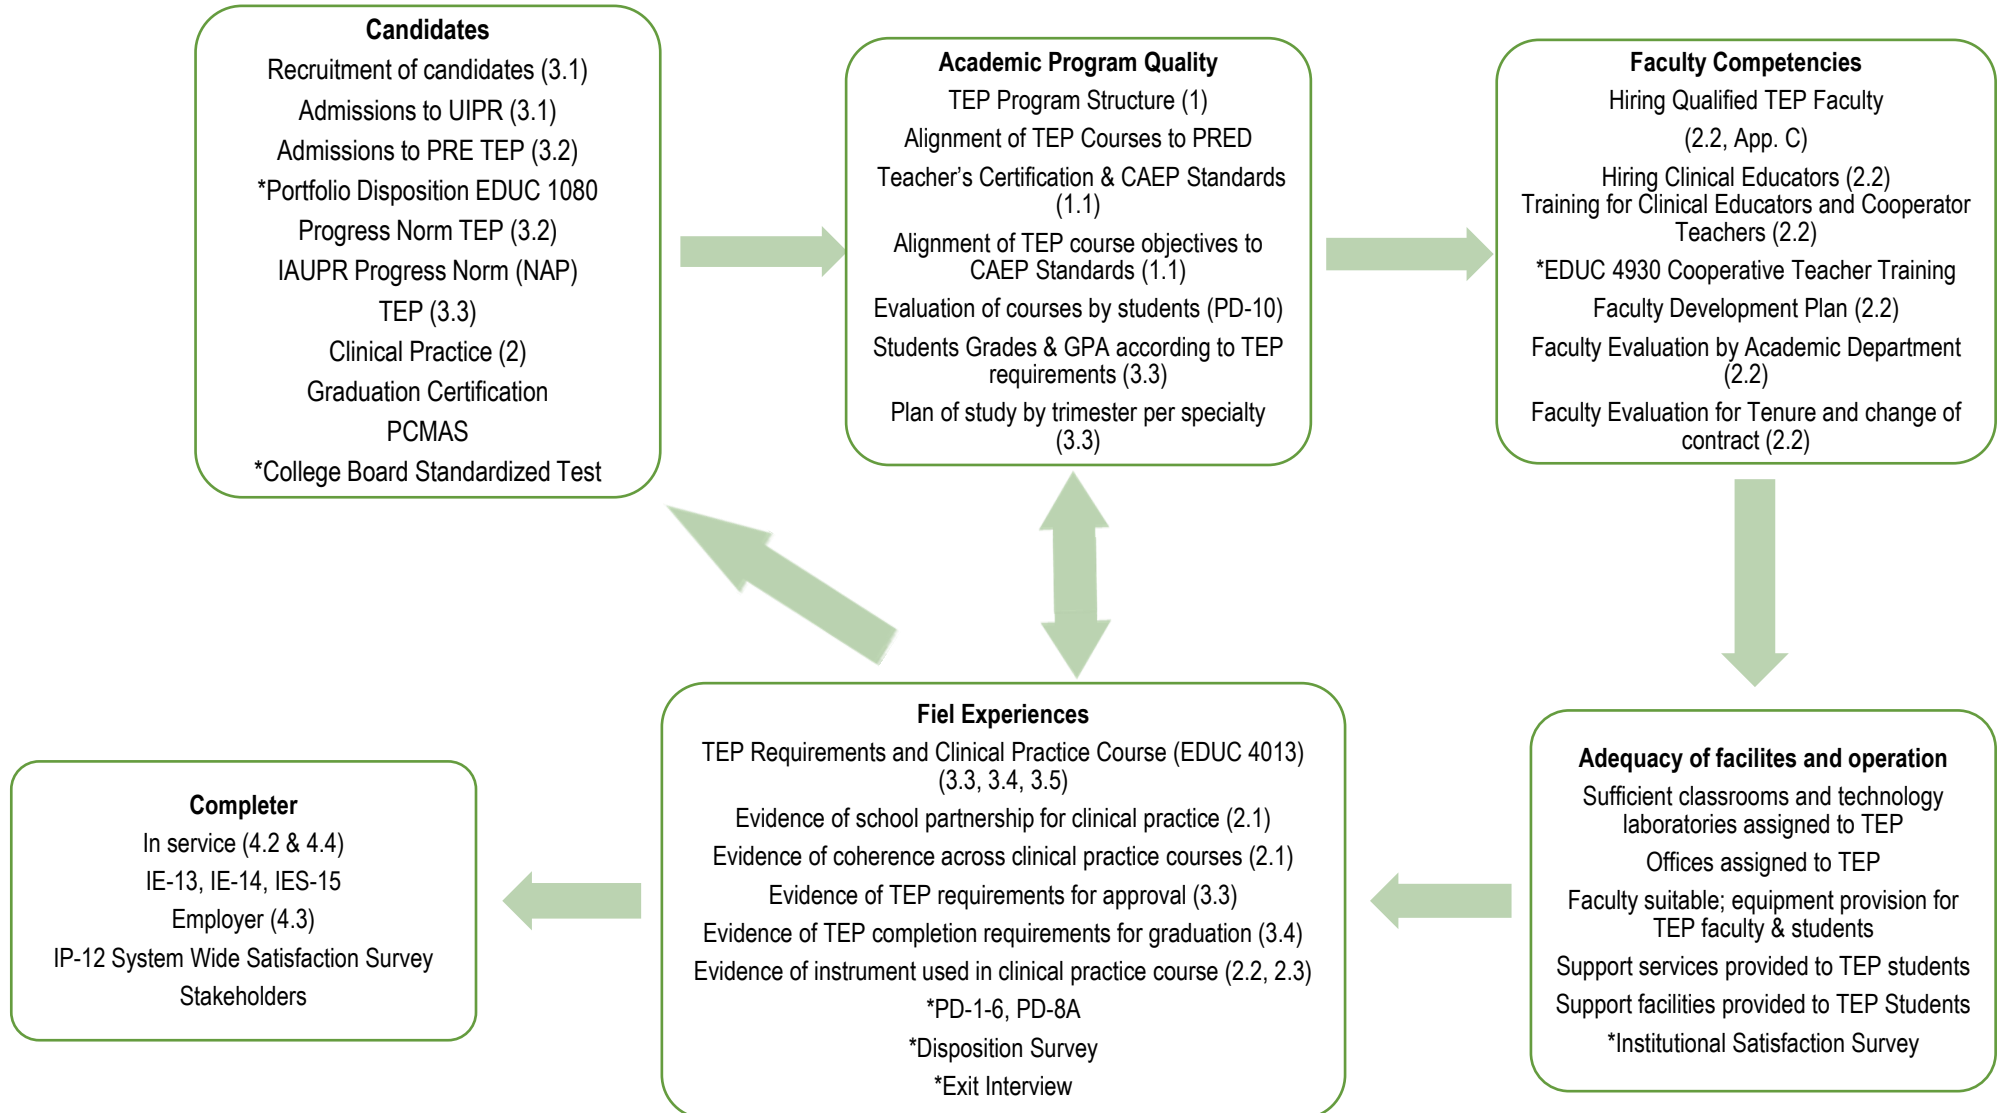 Candidates
Recruitment of candidates (3.1)
Admissions to UIPR (3.1)
Admissions to PRE TEP (3.2)
*Portfolio Disposition EDUC 1080
Progress Norm TEP (3.2)
IAUPR Progress Norm (NAP)
TEP (3.3)
Clinical Practice (2)
Graduation Certification
PCMAS
*College Board Standardized Test
Academic Program Quality
TEP Program Structure (1)
Alignment of TEP Courses to PRED
Teacher's Certification & CAEP Standards
(1.1)
Alignment of TEP course objectives to
CAEP Standards (1.1)
Evaluation of courses by students (PD-10)
Students Grades & GPA according to TEP
requirements (3.3)
Plan of study by trimester per specialty
(3.3)
Faculty Competencies
Hiring Qualified TEP Faculty
(2.2, App. C)
Hiring Clinical Educators (2.2)
Training for Clinical Educators and Cooperator
Teachers (2.2)
*EDUC 4930 Cooperative Teacher Training
Faculty Development Plan (2.2)
Faculty Evaluation by Academic Department
(2.2)
Faculty Evaluation for Tenure and change of
contract (2.2)
Completer
In service (4.2 & 4.4)
IE-13, IE-14, IES-15
Employer (4.3)
IP-12 System Wide Satisfaction Survey
Stakeholders
Fiel Experiences
TEP Requirements and Clinical Practice Course (EDUC 4013)
(3.3, 3.4, 3.5)
Evidence of school partnership for clinical practice (2.1)
Evidence of coherence across clinical practice courses (2.1)
Evidence of TEP requirements for approval (3.3)
Evidence of TEP completion requirements for graduation (3.4)
Evidence of instrument used in clinical practice course (2.2, 2.3)
*PD-1-6, PD-8A
*Disposition Survey
*Exit Interview
Adequacy of facilites and operation
Sufficient classrooms and technology
laboratories assigned to TEP
Offices assigned to TEP
Faculty suitable; equipment provision for
TEP faculty & students
Support services provided to TEP students
Support facilities provided to TEP Students
*Institutional Satisfaction Survey